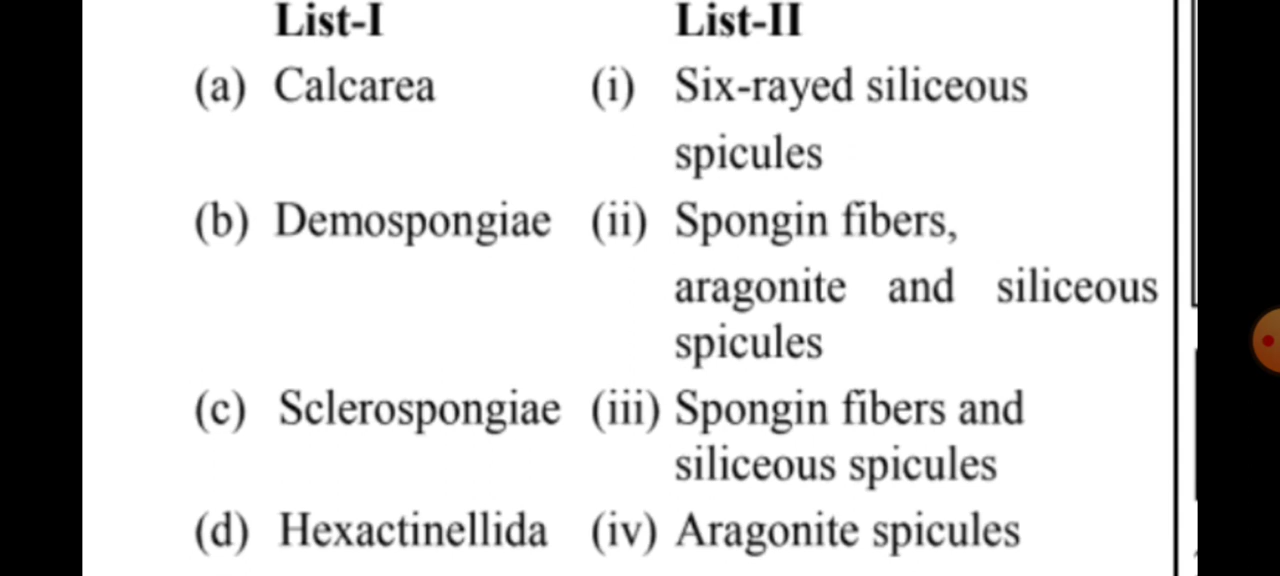 List-I List-II
(a) Calcarea (i) Six-rayed siliceous
spicules
(b) Demospongiae (ii) Spongin fibers,
aragonite and siliceous
spicules
(c) Sclerospongiae (iii) Spongin fibers and
siliceous spicules
(d) Hexactinellida (iv) Aragonite spicules